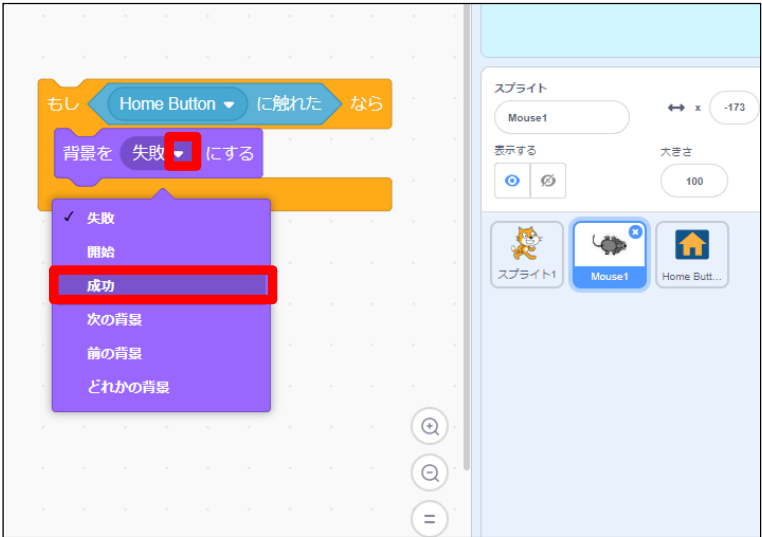 もし Home Button に触れた なら
背景を 失敗 にする
✓ 失敗
開始
成功
次の背景
前の背景
どれかの背景
スプライト
Mouse1
x -173
表示する
大きさ
100
スプライト1
Mouse1
Home Butt...